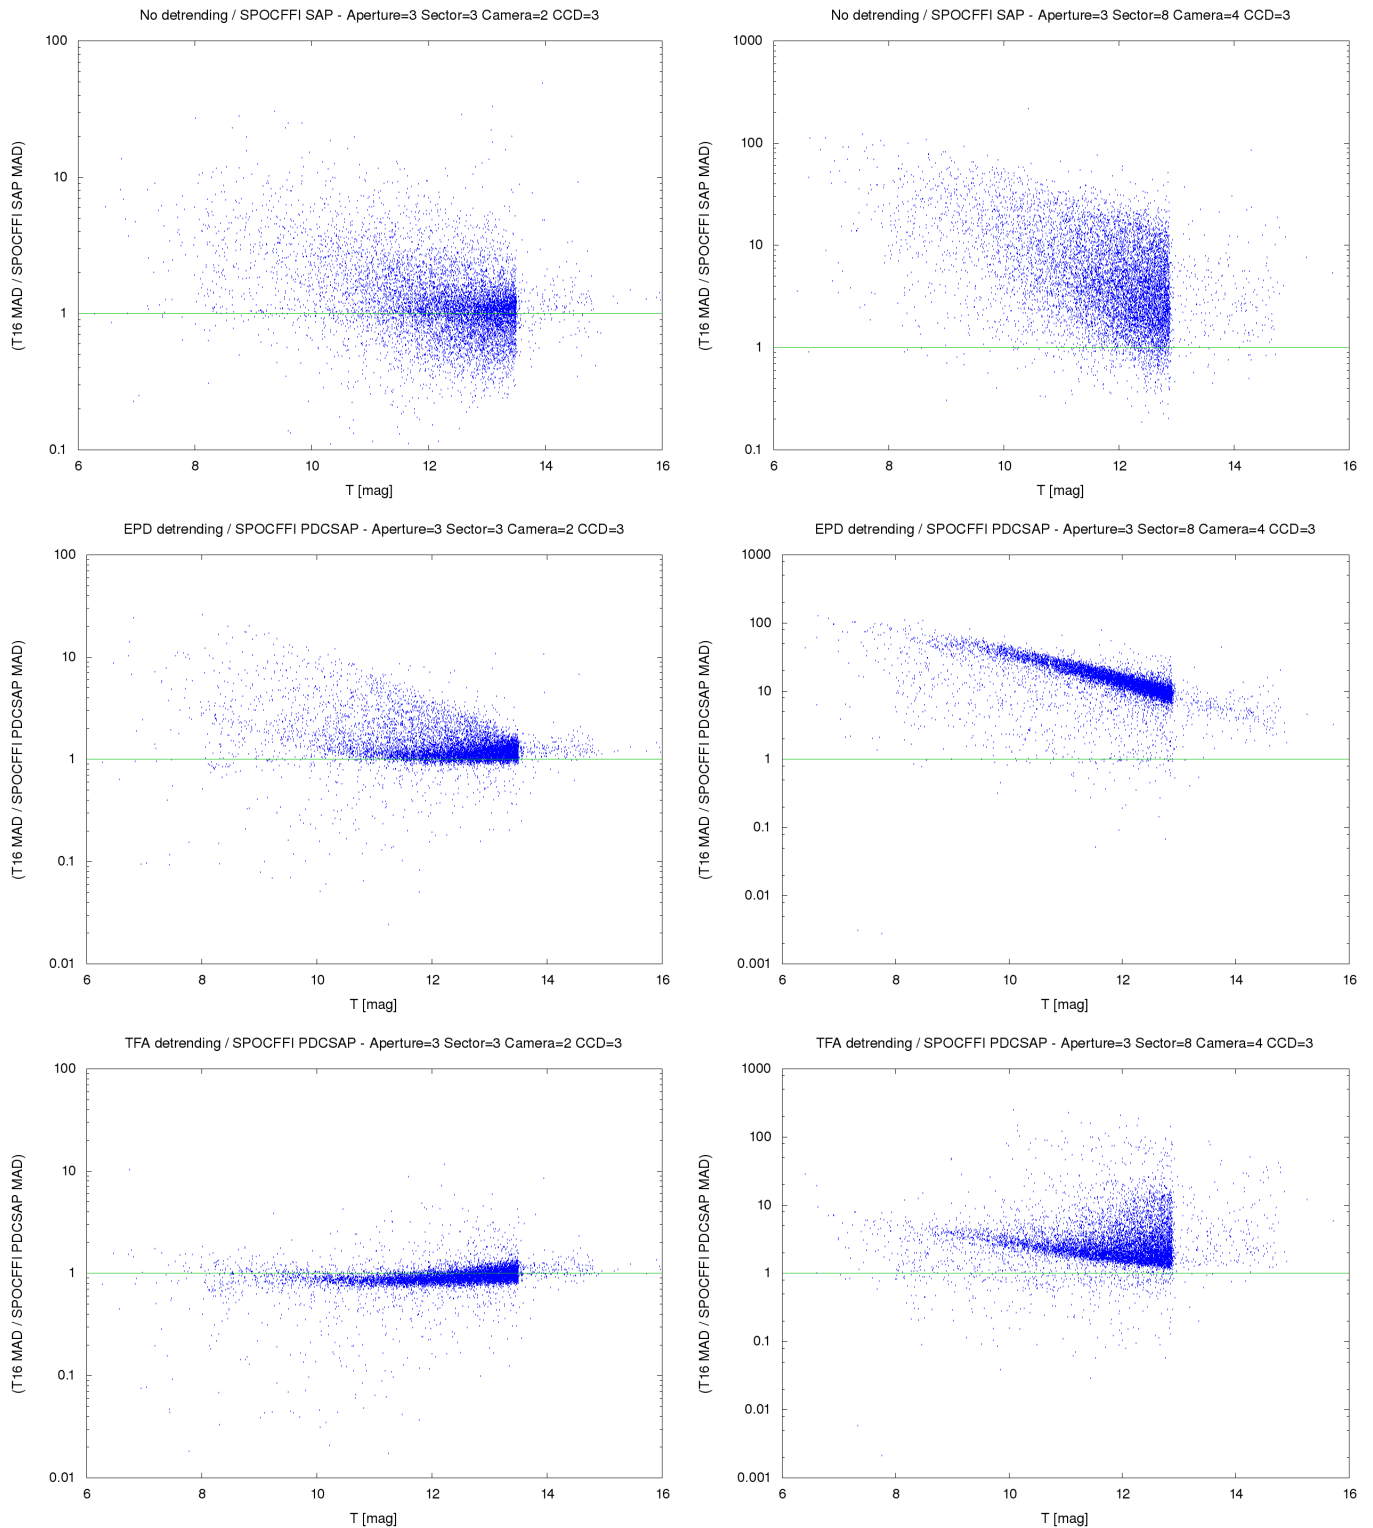 No detrending / SPOCFFI SAP - Aperture=3 Sector=3 Camera=2 CCD=3
100
10
1
0.1
(T16 MAD / SPOCFFI SAP MAD)
6 8 10 12 14 16
T [mag]
No detrending / SPOCFFI SAP - Aperture=3 Sector=8 Camera=4 CCD=3
1000
100
10
1
0.1
(T16 MAD / SPOCFFI SAP MAD)
6 8 10 12 14 16
T [mag]
EPD detrending / SPOCFFI PDCSAP - Aperture=3 Sector=3 Camera=2 CCD=3
100
10
1
0.1
0.01
(T16 MAD / SPOCFFI PDCSAP MAD)
6 8 10 12 14 16
T [mag]
EPD detrending / SPOCFFI PDCSAP - Aperture=3 Sector=8 Camera=4 CCD=3
1000
100
10
1
0.1
0.01
0.001
(T16 MAD / SPOCFFI PDCSAP MAD)
6 8 10 12 14 16
T [mag]
TFA detrending / SPOCFFI PDCSAP - Aperture=3 Sector=3 Camera=2 CCD=3
100
10
1
0.1
0.01
(T16 MAD / SPOCFFI PDCSAP MAD)
6 8 10 12 14 16
T [mag]
TFA detrending / SPOCFFI PDCSAP - Aperture=3 Sector=8 Camera=4 CCD=3
1000
100
10
1
0.1
0.01
0.001
(T16 MAD / SPOCFFI PDCSAP MAD)
6 8 10 12 14 16
T [mag]